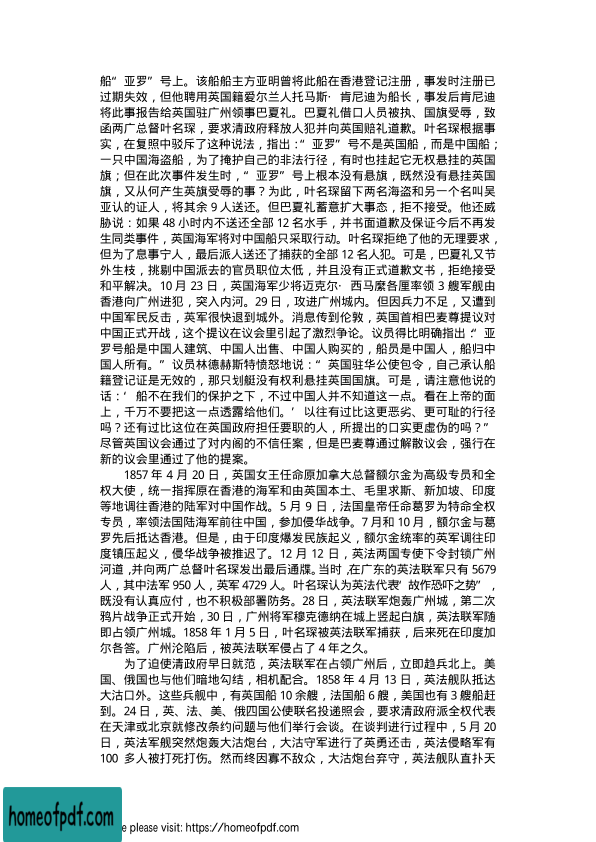 船“亚罗”号上。该船船主方亚明曾将此船在香港登记注册，事发时注册已
过期失效，但他聘用英国籍爱尔兰人托马斯·肯尼迪为船长，事发后肯尼迪
将此事报告给英国驻广州领事巴夏礼。巴夏礼借口人员被执、国旗受辱，致
函两广总督叶名琛，要求清政府释放人犯并向英国赔礼道歉。叶名琛根据事
实，在复照中驳斥了这种说法，指出：“亚罗”号不是英国船，而是中国船；
一只中国海盗船，为了掩护自己的非法行径，有时也挂起它无权悬挂的英国
旗；但在此次事件发生时，“亚罗”号上根本没有悬旗，既然没有悬挂英国
旗，又从何产生英旗受辱的事？为此，叶名琛留下两名海盗和另一个名叫吴
亚认的证人，将其余9人送还。但巴夏礼蓄意扩大事态，拒不接受。他还威
胁说：如果48小时内不送还全部12名水手，并书面道歉及保证今后不再发
生同类事件，英国海军将对中国船只采取行动。叶名琛拒绝了他的无理要求，
但为了息事宁人，最后派人送还了捕获的全部12名人犯。可是，巴夏礼又节
外生枝，挑剔中国派去的官员职位太低，并且没有正式道歉文书，拒绝接受
和平解决。10月23日，英国海军少将迈克尔·西马縻各厘率领3艘军舰由
香港向广州进犯，突入内河。29日，攻进广州城内。但因兵力不足，又遭到
中国军民反击，英军很快退到城外。消息传到伦敦，英国首相巴麦尊提议对
中国正式开战，这个提议在议会里引起了激烈争论。议员得比明确指出：“亚
罗号船是中国人建筑、中国人出售、中国人购买的，船员是中国人，船归中
国人所有。”议员林德赫斯特愤怒地说：“英国驻华公使包令，自己承认船
籍登记证是无效的，那只划艇没有权利悬挂英国国旗。可是，请注意他说的
话：‘船不在我们的保护之下，不过中国人并不知道这一点。看在上帝的面
上，千万不要把这一点透露给他们。’以往有过比这更恶劣、更可耻的行径
吗？还有过比这位在英国政府担任要职的人，所提出的口实更虚伪的吗？”
尽管英国议会通过了对内阁的不信任案，但是巴麦尊通过解散议会，强行在
新的议会里通过了他的提案。
1857年4月20日，英国女王任命原加拿大总督额尔金为高级专员和全
权大使，统一指挥原在香港的海军和由英国本土、毛里求斯、新加坡、印度
等地调往香港的陆军对中国作战。5月9日，法国皇帝任命葛罗为特命全权
专员，率领法国陆海军前往中国，参加侵华战争。7月和10月，额尔金与葛
罗先后抵达香港。但是，由于印度爆发民族起义，额尔金统率的英军调往印
度镇压起义，侵华战争被推迟了。12月12日，英法两国专使下令封锁广州
河道，并向两广总督叶名琛发出最后通牒。当时，在广东的英法联军只有5679
人，其中法军950人，英军4729人。叶名琛认为英法代表“故作恐吓之势”，
既没有认真应付，也不积极部署防务。28日，英法联军炮轰广州城，第二次
鸦片战争正式开始，30日，广州将军穆克德纳在城上竖起白旗，英法联军随
即占领广州城。1858年1月5日，叶名琛被英法联军捕获，后来死在印度加
尔各答。广州沦陷后，被英法联军侵占了4年之久。
为了迫使清政府早日就范，英法联军在占领广州后，立即趋兵北上。美
国、俄国也与他们暗地勾结，相机配合。1858年4月13日，英法舰队抵达
大沽口外。这些兵舰中，有英国船10余艘，法国船6艘，美国也有3艘船赶
到。24日，英、法、美、俄四国公使联名投递照会，要求清政府派全权代表
在天津或北京就修改条约问题与他们举行会谈。在谈判进行过程中，5月20
日，英法军舰突然炮轰大沽炮台，大沽守军进行了英勇还击，英法侵略军有
100多人被打死打伤。然而终因寡不敌众，大沽炮台弃守，英法舰队直扑天
homeofpdf.com
e please visit: https://homeofpdf.com